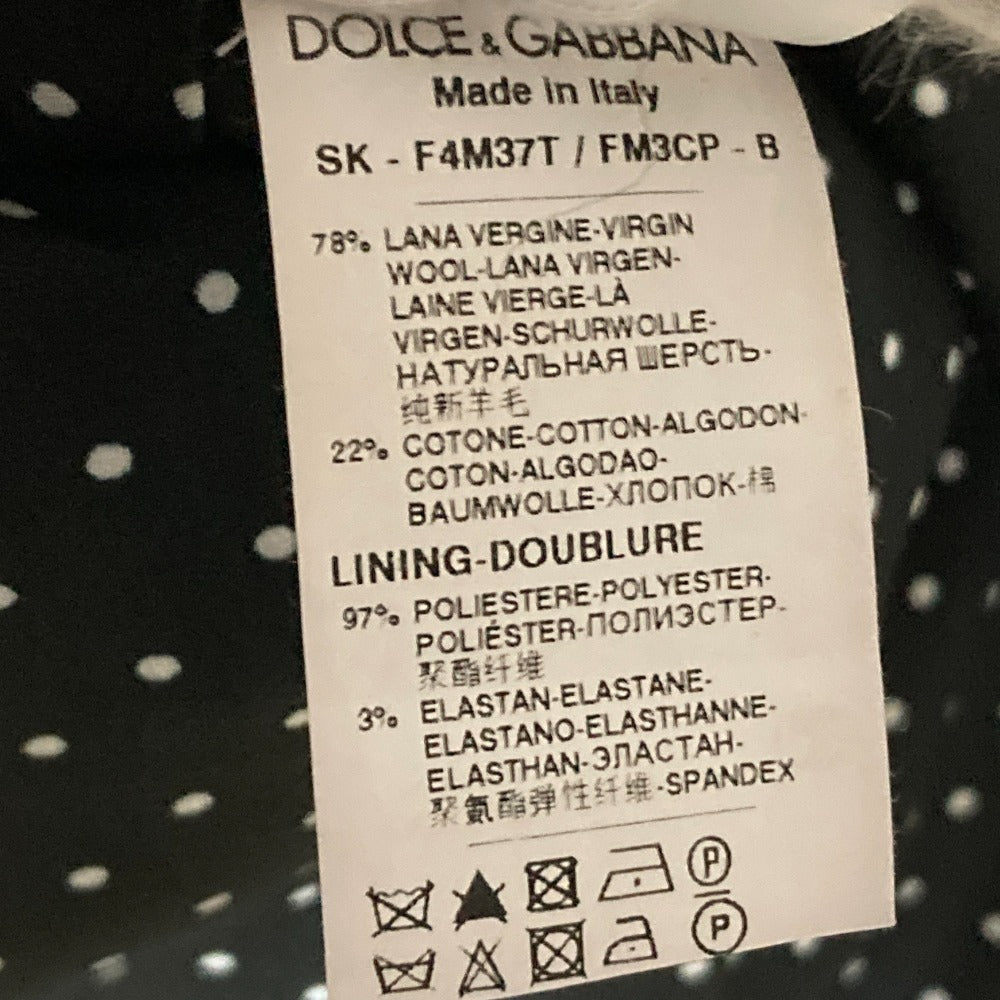 DOLCE & GABBANA
Made in Italy
SK - F4M37T / FM3CP - B
78% LANA VERGINE-VIRGIN
WOOL-LANA VIRGEN-
LAINE VIERGE-LÀ
VIRGEN-SCHURWOLLE-
НАТУРАЛЬНАЯ ШЕРСТЬ-
纯新羊毛
22% COTONE-COTTON-ALGODON-
COTON-ALGODAO-
BAUMWOLLE-ХЛОПОК-棉
LINING-DOUBLURE
97% POLIESTERE-POLYESTER-
POLIÉSTER-ПОЛИЭСТЕР-
聚酯纤维
3% ELASTAN-ELASTANE-
ELASTANO-ELASTHANNE-
ELASTHAN-ЭЛАСТАН-
聚氨酯弹性纤维-SPANDEX
P
P